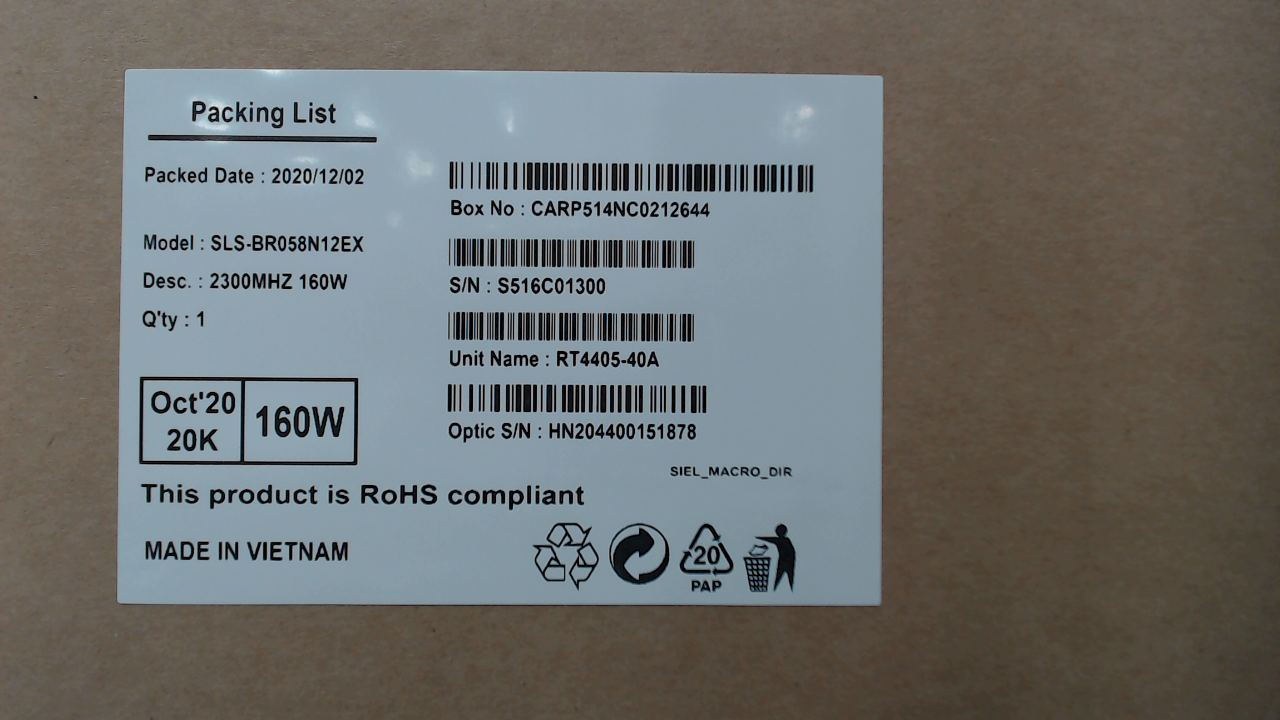 Packing List
Packed Date : 2020/12/02
Model : SLS-BR058N12EX
Desc. : 2300MHZ 160W
Q'ty : 1
Oct'20
20K
160W
Box No : CARP514NC0212644
S/N : S516C01300
Unit Name : RT4405-40A
Optic S/N : HN204400151878
SIEL_MACRO_DIR
This product is RoHS compliant
MADE IN VIETNAM
20
PAP